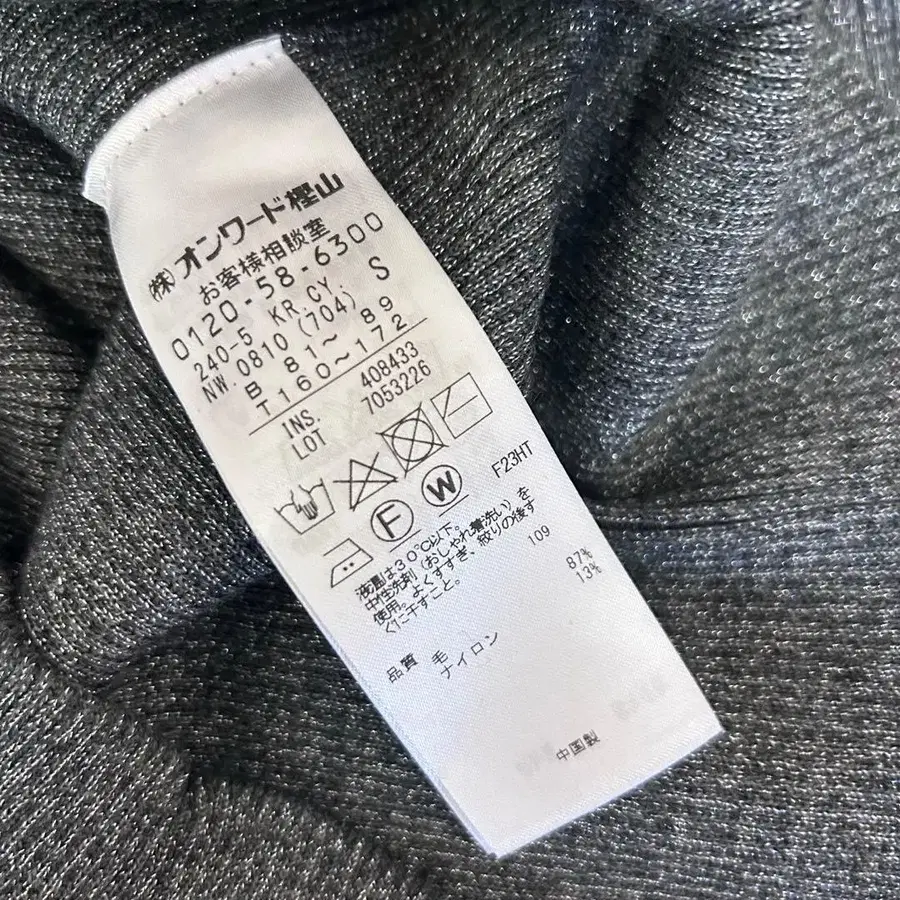 ㈱オンワード樫山
お客様相談室
0120-58-6300
240-5 KR.CY. S
NW.0810(704)
B 81〜 89
T160〜172
INS. 408433
LOT 7053226
F W
F23HT
液温は30℃以下。
中性洗剤(おしゃれ着洗い)を
使用。よくすすぎ、絞りの後す
ぐに干すこと。
109
品質 毛 87%
ナイロン 13%
中国製